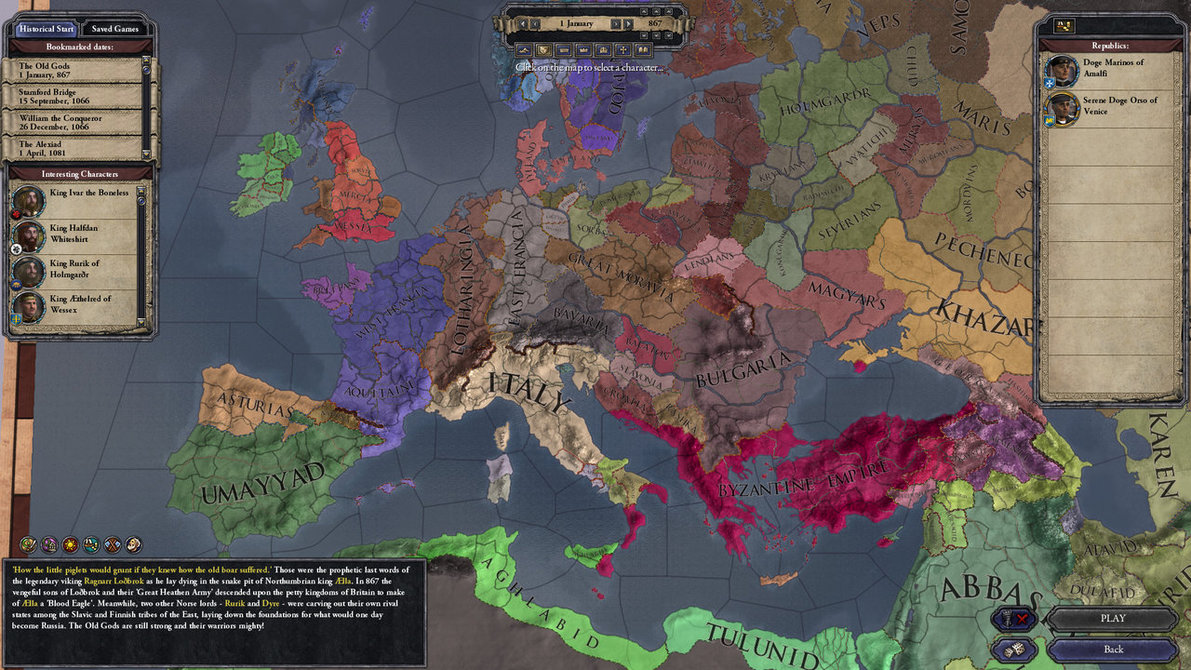 Historical Start
Saved Games
Bookmarked dates:
The Old Gods
1 January, 867
Stamford Bridge
15 September, 1066
William the Conqueror
26 December, 1066
The Alexiad
1 April, 1081
Interesting Characters
King Ivar the Boneless
King Halfdan
Whiteshirt
King Rurik of
Holmgarðr
King Æthelred of
Wessex
1 January
867
Click on the map to select a character...
Republics:
Doge Marinos of
Amalfi
Serene Doge Orso of
Venice
VEPS
CHUD
HOLMGARÐR
MARIS
VYATICHI
MERYA
SEVERIANS
PECHENEG
KHAZAR
MAGYARS
LENDIANS
GREAT MORAVIA
SORBS
EAST FRANCIA
LOTHARINGIA
WEST FRANCIA
BAVARIA
BALATON
SLAVONIA
BULGARIA
ITALY
AQUITAINE
ASTURIAS
UMAYYAD
MERCIA
BYZANTINE EMPIRE
KAREN
ALAVID
DULAFID
ABBAS
AGHLABID
TULUNID
'How the little piglets would grunt if they knew how the old boar suffered.' Those were the prophetic last words of
the legendary viking Ragnarr Loðbrok as he lay dying in the snake pit of Northumbrian king Ælla. In 867 the
vengeful sons of Loðbrok and their 'Great Heathen Army' descended upon the petty kingdoms of Britain to make
of Ælla a 'Blood Eagle'. Meanwhile, two other Norse lords - Rurik and Dyre - were carving out their own rival
states among the Slavic and Finnish tribes of the East, laying down the foundations for what would one day
become Russia. The Old Gods are still strong and their warriors mighty!
PLAY
Back